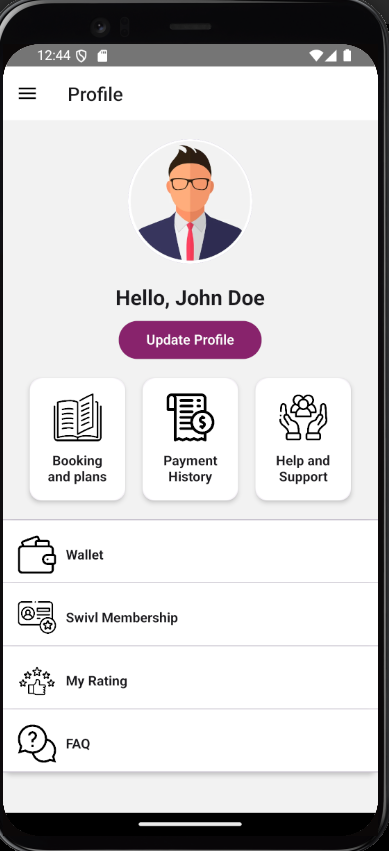 12:44
Profile
Hello, John Doe
Update Profile
Booking
and plans
Payment
History
Help and
Support
Wallet
Swivl Membership
My Rating
FAQ